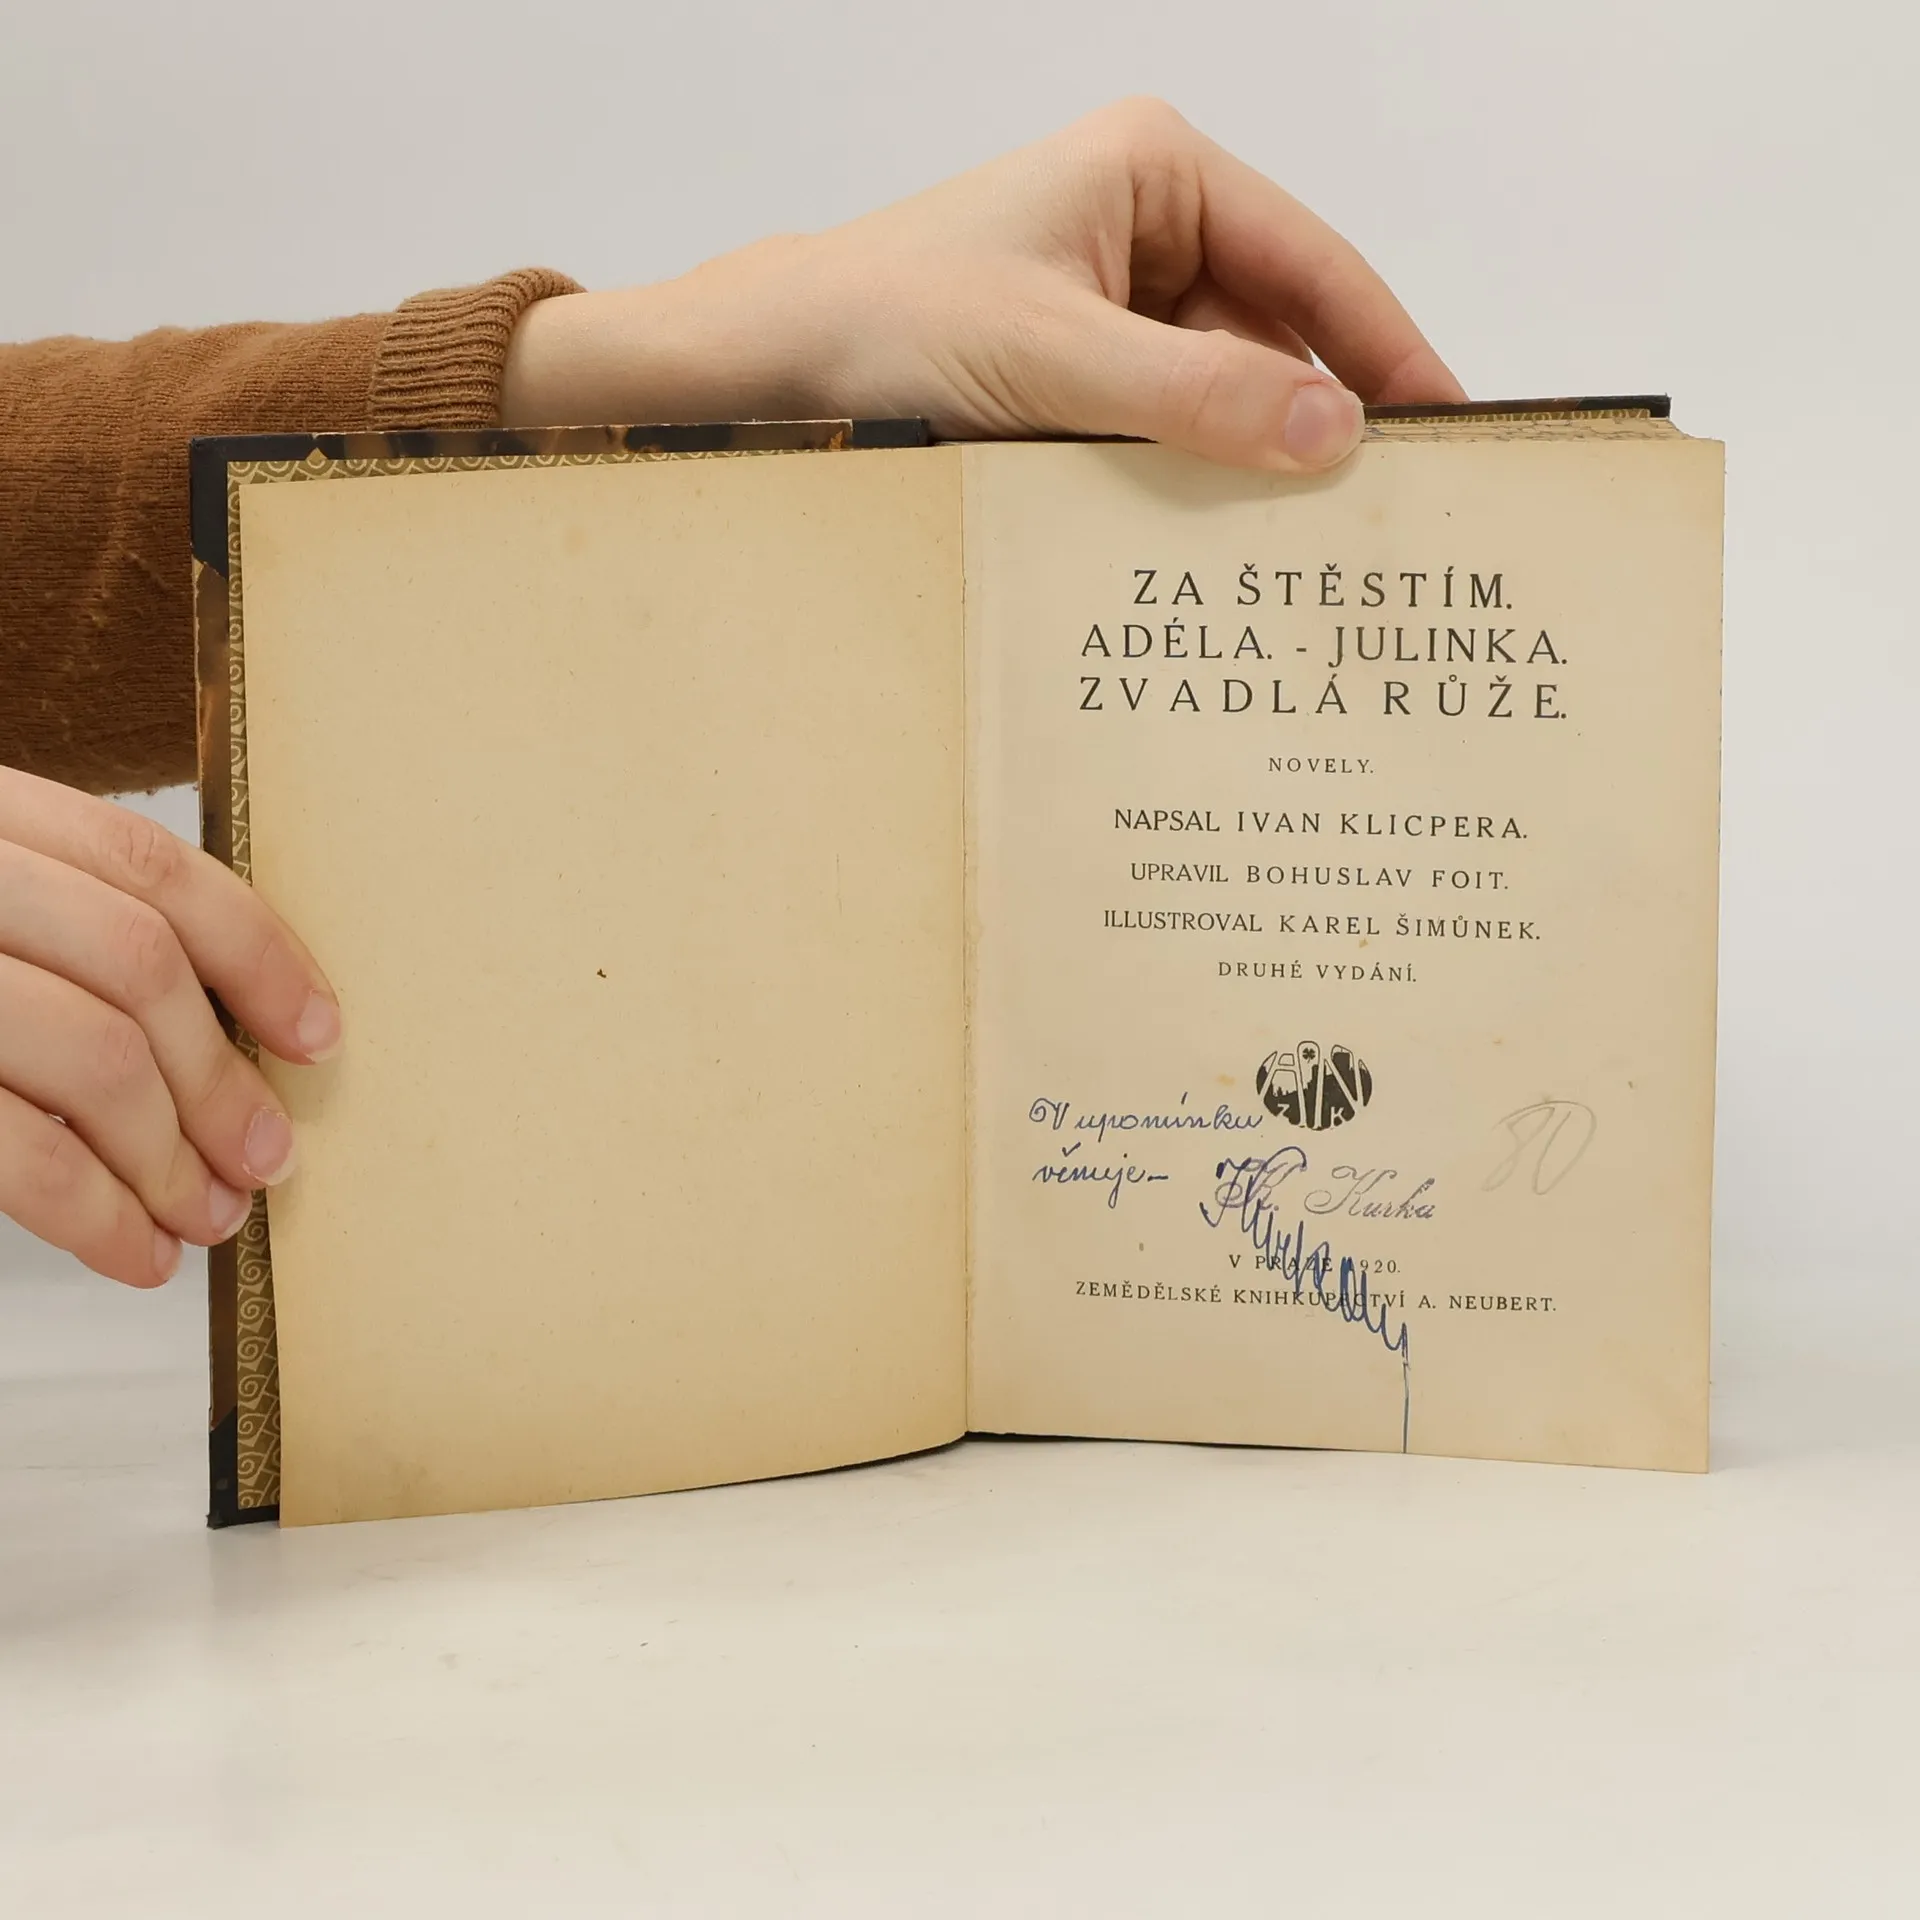 ZA ŠTĚSTÍM.
ADÉLA. - JULINKA.
ZVADLÁ RŮŽE.
NOVELY.
NAPSAL IVAN KLICPERA.
UPRAVIL BOHUSLAV FOIT.
ILLUSTROVAL KAREL ŠIMŮNEK.
DRUHÉ VYDÁNÍ.
AN
Z K
V upomínku
věnuje-
K. Kurka
80
V PRAZE 1920.
ZEMĚDĚLSKÉ KNIHKUPECTVÍ A. NEUBERT.